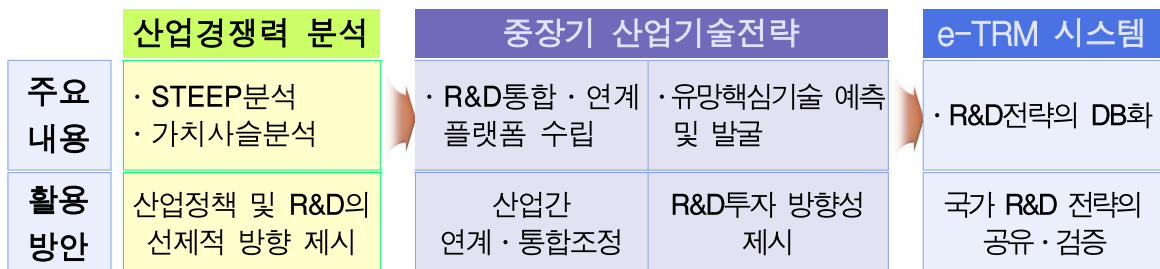 산업경쟁력 분석
중장기 산업기술전략
e-TRM 시스템
주요
내용
· STEEP분석
· 가치사슬분석
· R&D통합 · 연계
플랫폼 수립
· 유망핵심기술 예측
및 발굴
· R&D전략의 DB화
활용
방안
산업정책 및 R&D의
선제적 방향 제시
산업간
연계 · 통합조정
R&D투자 방향성
제시
국가 R&D 전략의
공유 · 검증